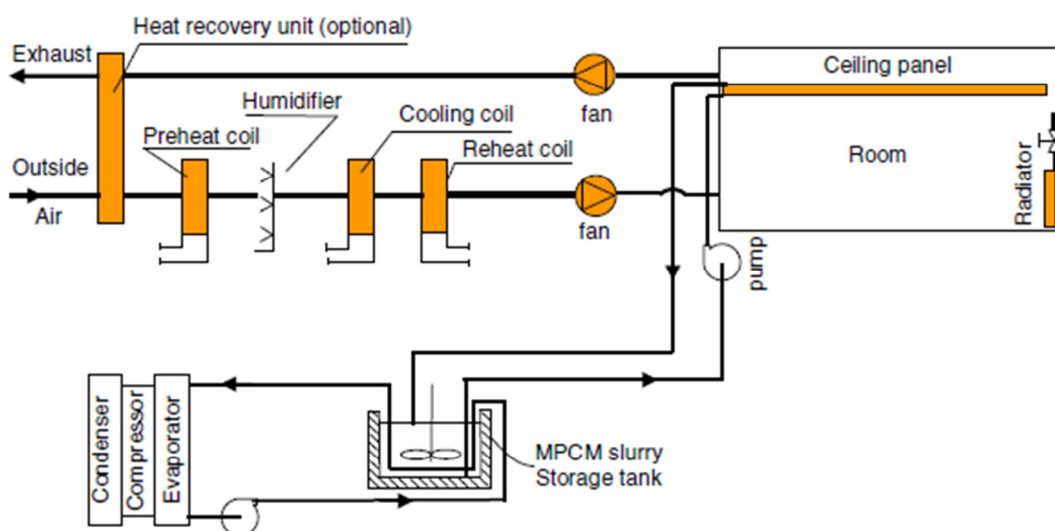 Heat recovery unit (optional)
Exhaust
Ceiling panel
Humidifier
Cooling coil
fan
Preheat coil
Reheat coil
Outside
Air
Room
Radiator
fan
pump
Condenser
Compressor
Evaporator
MPCM slurry
Storage tank